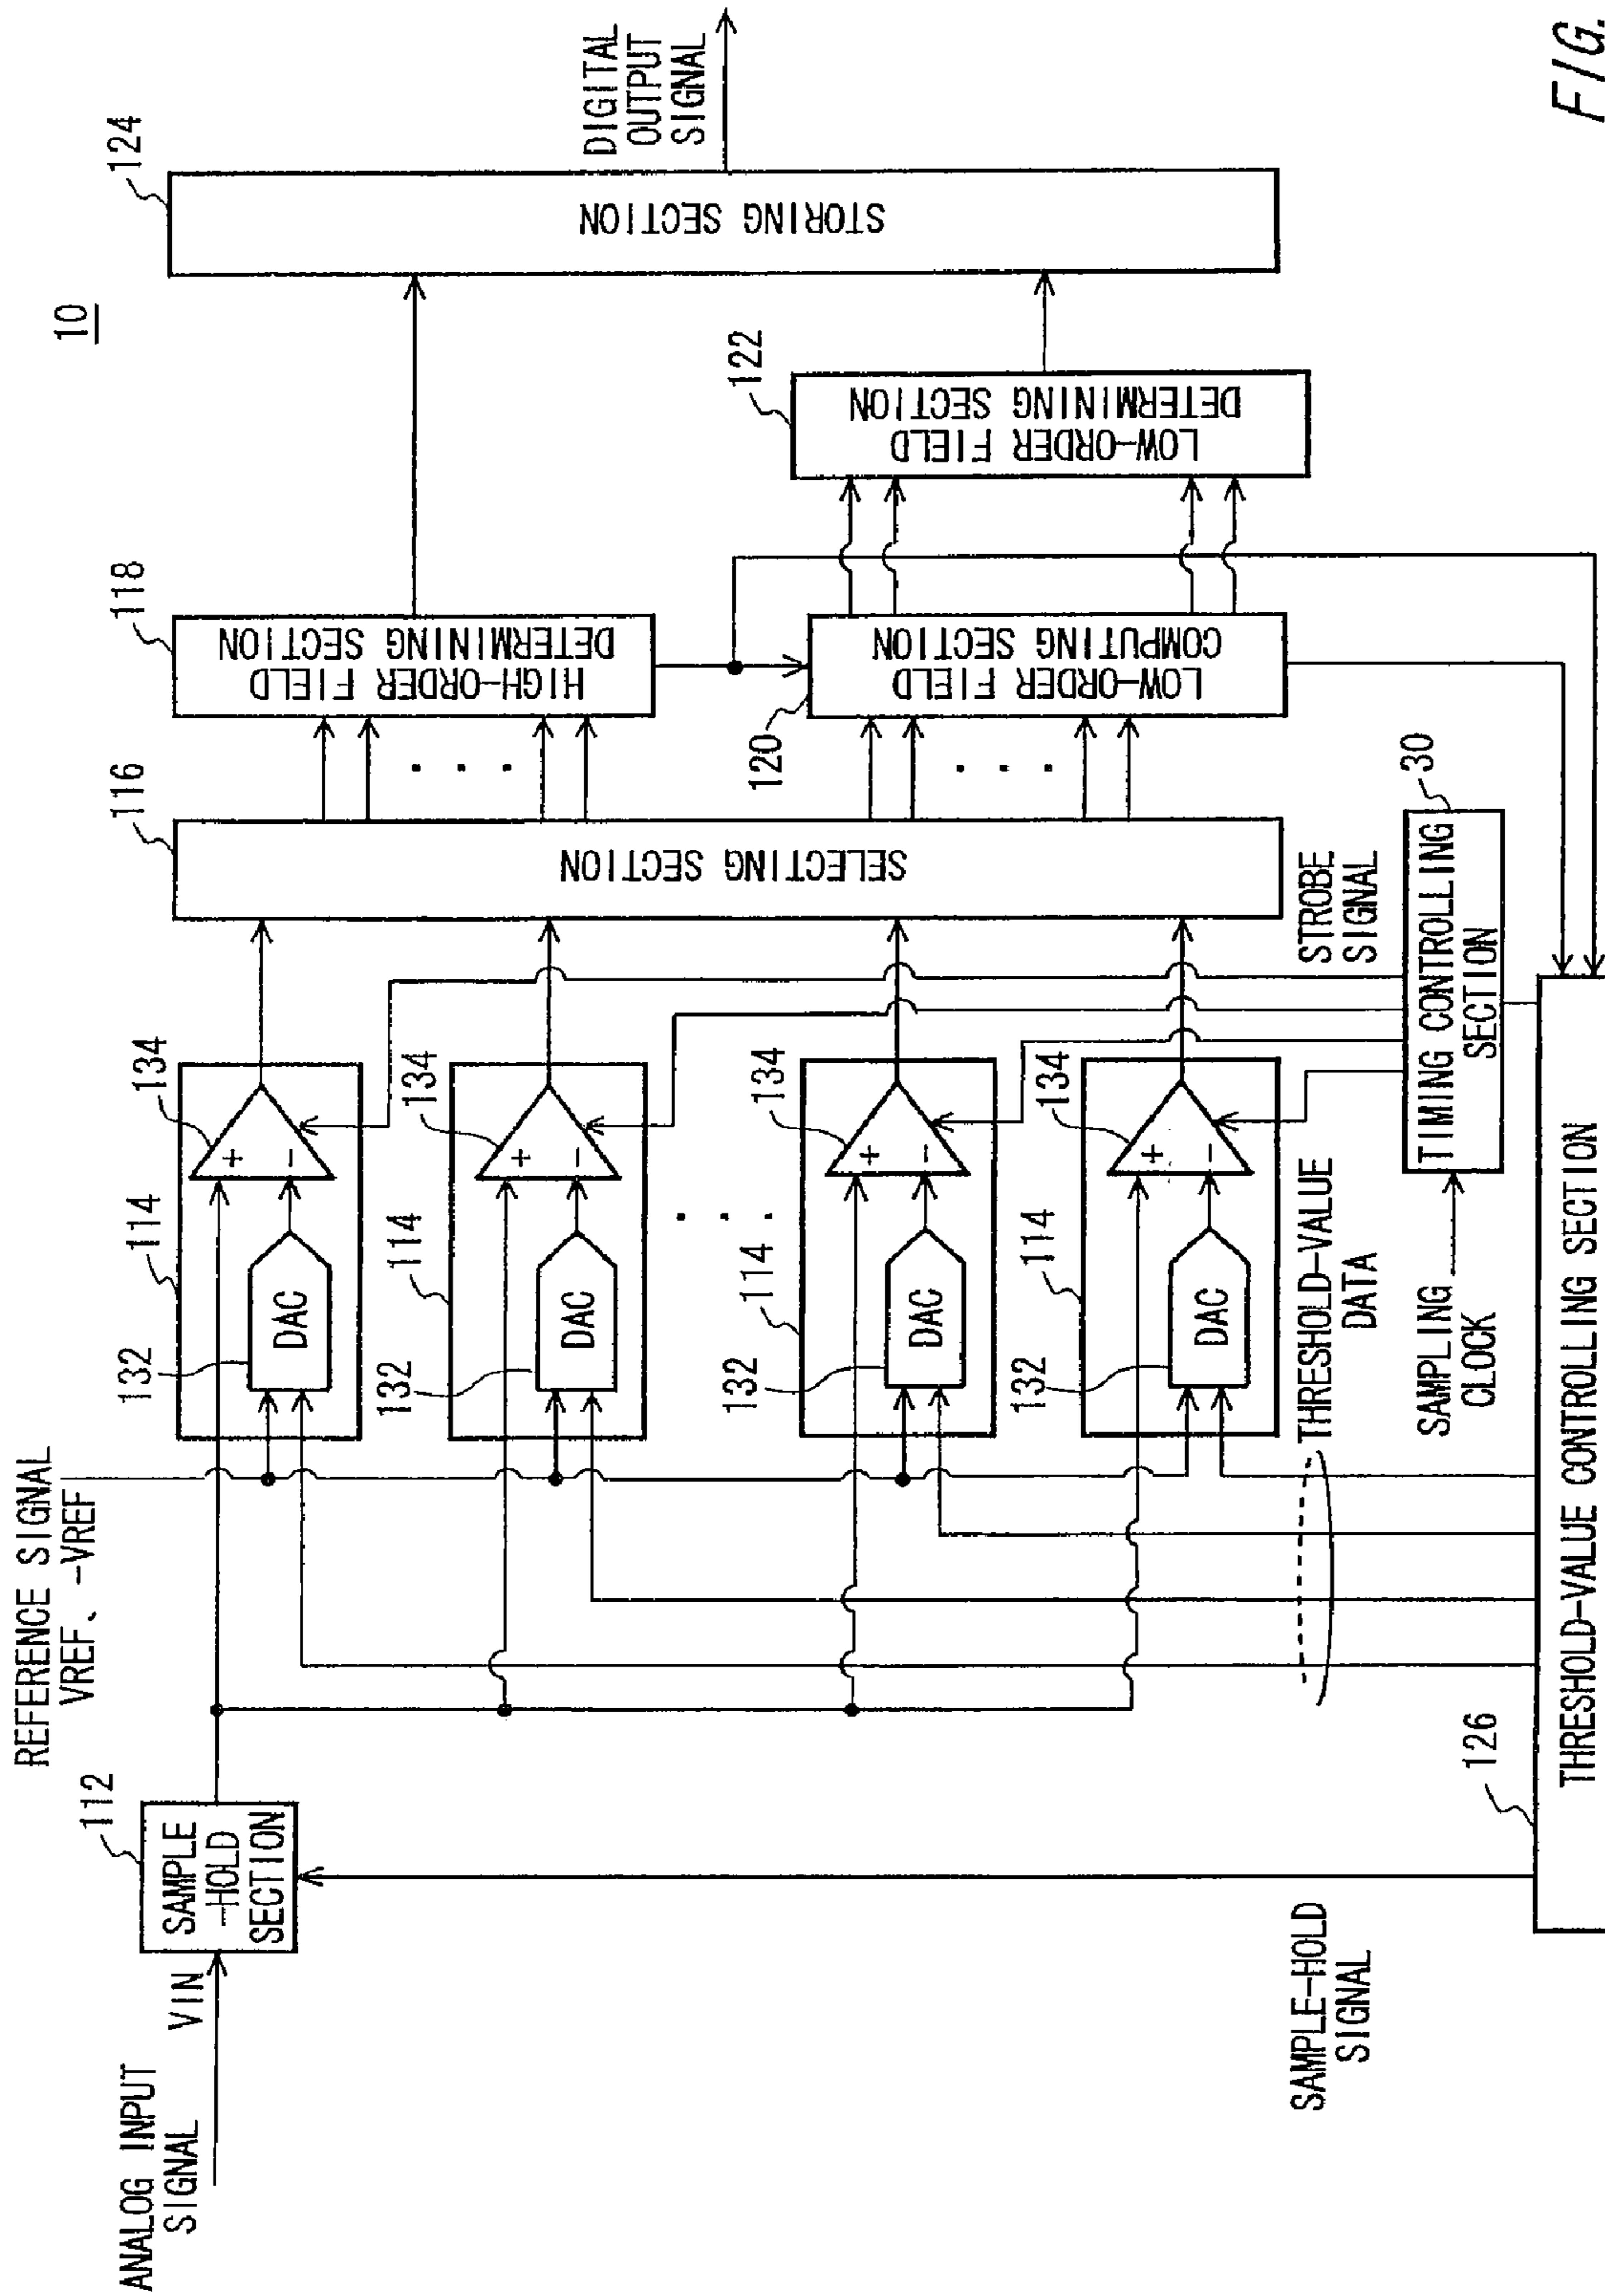 10
ANALOG INPUT
SIGNAL VIN
112
SAMPLE
-HOLD
SECTION
REFERENCE SIGNAL
VREF、-VREF
114
132
DAC
134
+
-
114
132
DAC
134
+
-
. . .
114
132
DAC
134
+
-
114
132
DAC
134
+
-
116
SELECTING SECTION
. . .
. . .
118
HIGH-ORDER FIELD
DETERMINING SECTION
120
LOW-ORDER FIELD
COMPUTING SECTION
122
LOW-ORDER FIELD
DETERMINING SECTION
124
STORING SECTION
DIGITAL
OUTPUT
SIGNAL
SAMPLE-HOLD
SIGNAL
THRESHOLD-VALUE
DATA
SAMPLING
CLOCK
STROBE
SIGNAL
30
TIMING CONTROLLING
SECTION
126
THRESHOLD-VALUE CONTROLLING SECTION
FIG.